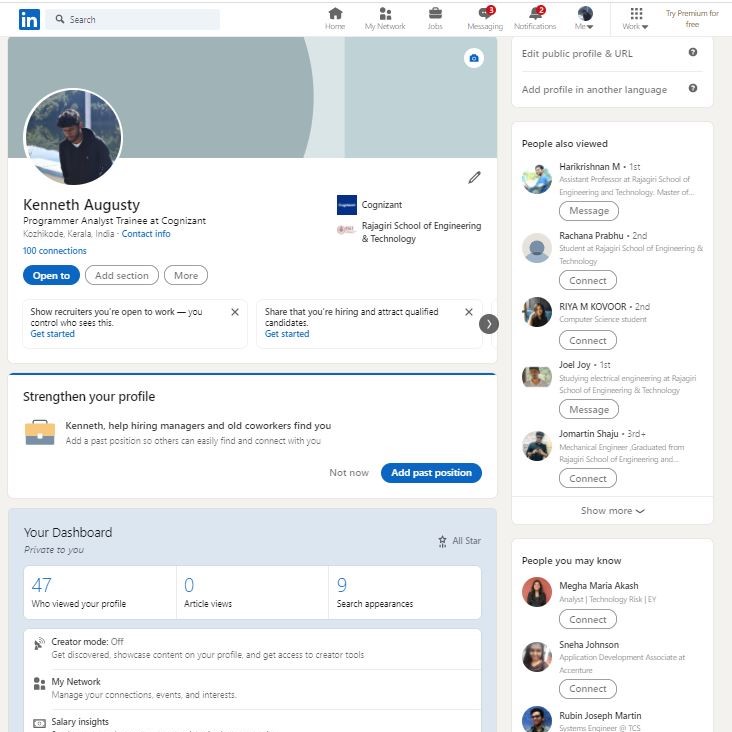 in
Search
3
2
Home
My Network
Jobs
Messaging
Notifications
Me
Work
Try Premium for
free
Kenneth Augusty
Programmer Analyst Trainee at Cognizant
Kozhikode, Kerala, India · Contact info
100 connections
Open to
Add section
More
Cognizant
Rajagiri School of Engineering
& Technology
Show recruiters you're open to work — you
control who sees this.
Get started
Share that you're hiring and attract qualified
candidates.
Get started
Strengthen your profile
Kenneth, help hiring managers and old coworkers find you
Add a past position so others can easily find and connect with you
Not now
Add past position
Your Dashboard
Private to you
All Star
47
Who viewed your profile
0
Article views
9
Search appearances
Creator mode: Off
Get discovered, showcase content on your profile, and get access to creator tools
My Network
Manage your connections, events, and interests.
Salary insights
Edit public profile & URL
Add profile in another language
People also viewed
Harikrishnan M • 1st
Assistant Professor at Rajagiri School of
Engineering and Technology. Master of...
Message
Rachana Prabhu • 2nd
Student at Rajagiri School of Engineering &
Technology
Connect
RIYA M KOVOOR • 2nd
Computer Science student
Connect
Joel Joy • 1st
Studying electrical engineering at Rajagiri
School of Engineering & Technology
Message
Jomartin Shaju • 3rd+
Mechanical Engineer ,Graduated from
Rajagiri School of Engineering and...
Connect
Show more
People you may know
Megha Maria Akash
Analyst | Technology Risk | EY
Connect
Sneha Johnson
Application Development Associate at
Accenture
Connect
Rubin Joseph Martin
Systems Engineer @ TCS